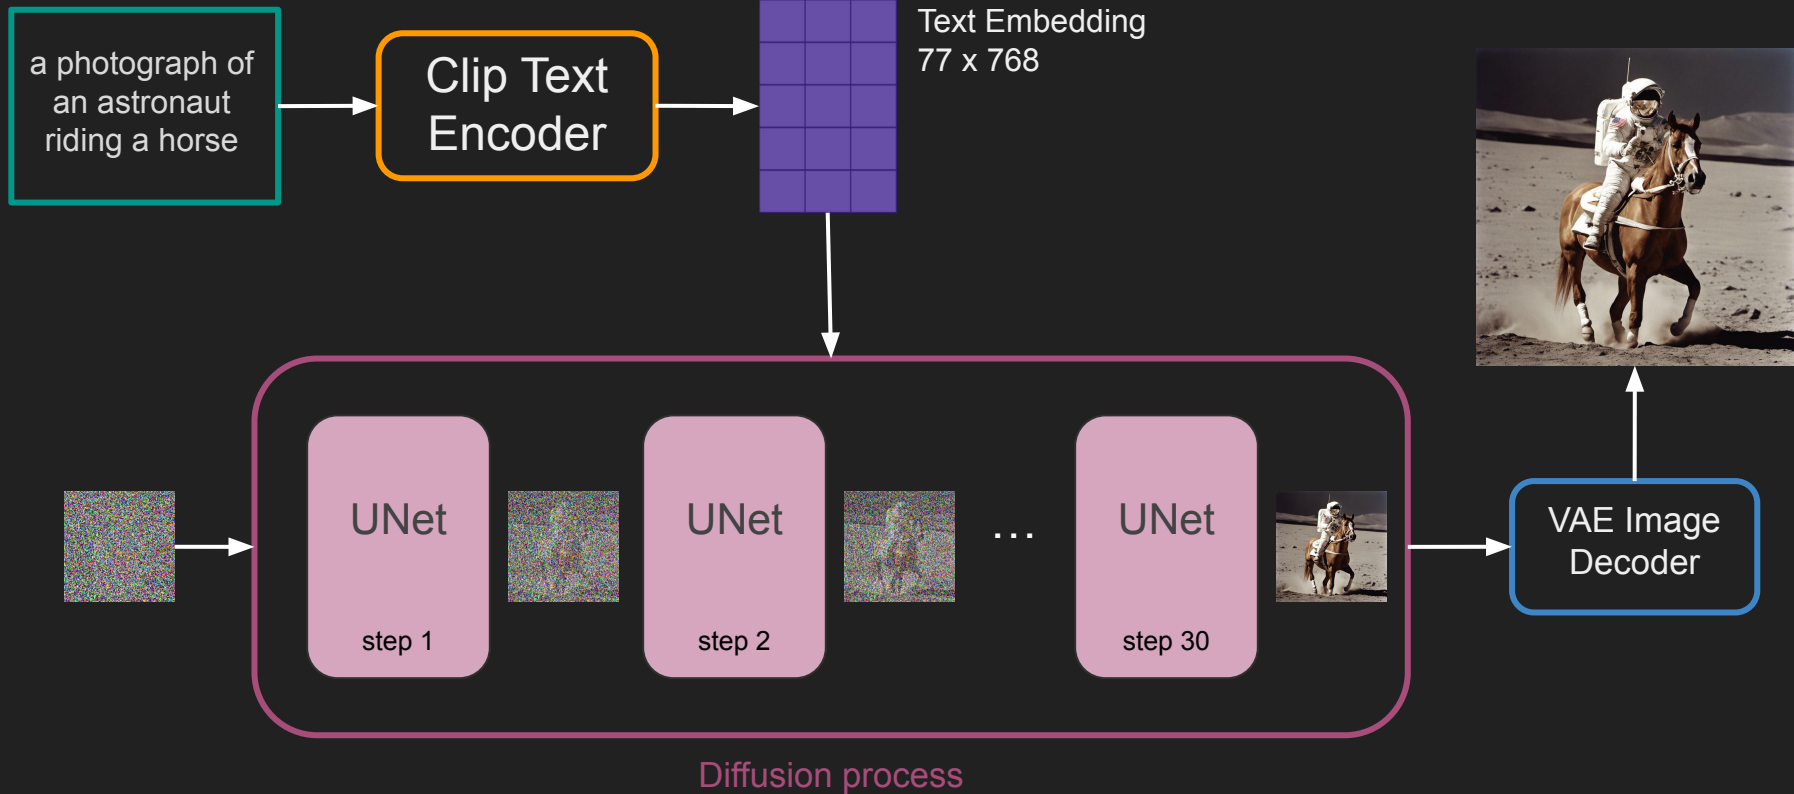 a photograph of
an astronaut
riding a horse
Clip Text
Encoder
Text Embedding
77 x 768
UNet
step 1
UNet
step 2
...
UNet
step 30
VAE Image
Decoder
Diffusion process